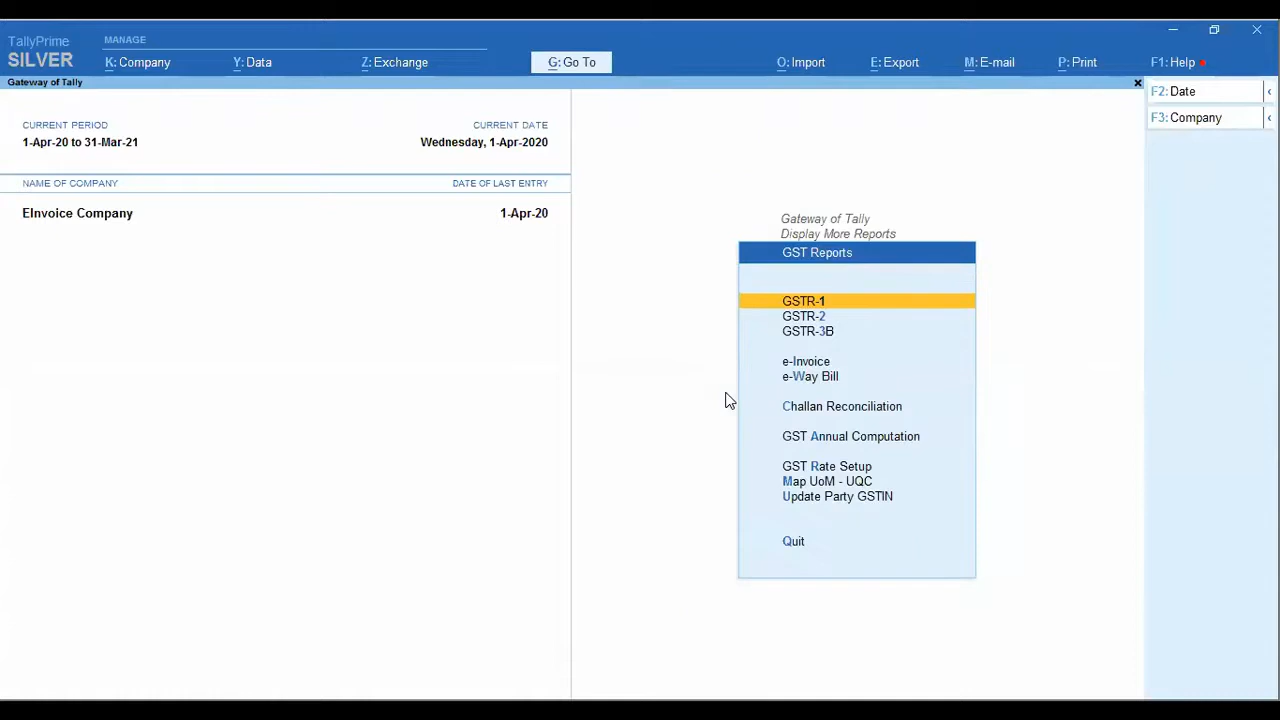 TallyPrime
SILVER
MANAGE
K: Company
Y: Data
Z: Exchange
G: Go To
O: Import
E: Export
M: E-mail
P: Print
F1: Help
Gateway of Tally
F2: Date
F3: Company
CURRENT PERIOD
CURRENT DATE
1-Apr-20 to 31-Mar-21
Wednesday, 1-Apr-2020
NAME OF COMPANY
DATE OF LAST ENTRY
EInvoice Company
1-Apr-20
Gateway of Tally
Display More Reports
GST Reports
GSTR-1
GSTR-2
GSTR-3B
e-Invoice
e-Way Bill
Challan Reconciliation
GST Annual Computation
GST Rate Setup
Map UoM - UQC
Update Party GSTIN
Quit